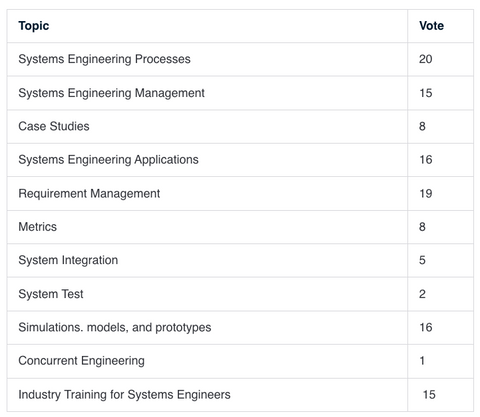 Topic Vote
Systems Engineering Processes 20
Systems Engineering Management 15
Case Studies 8
Systems Engineering Applications 16
Requirement Management 19
Metrics 8
System Integration 5
System Test 2
Simulations. models, and prototypes 16
Concurrent Engineering 1
Industry Training for Systems Engineers 15